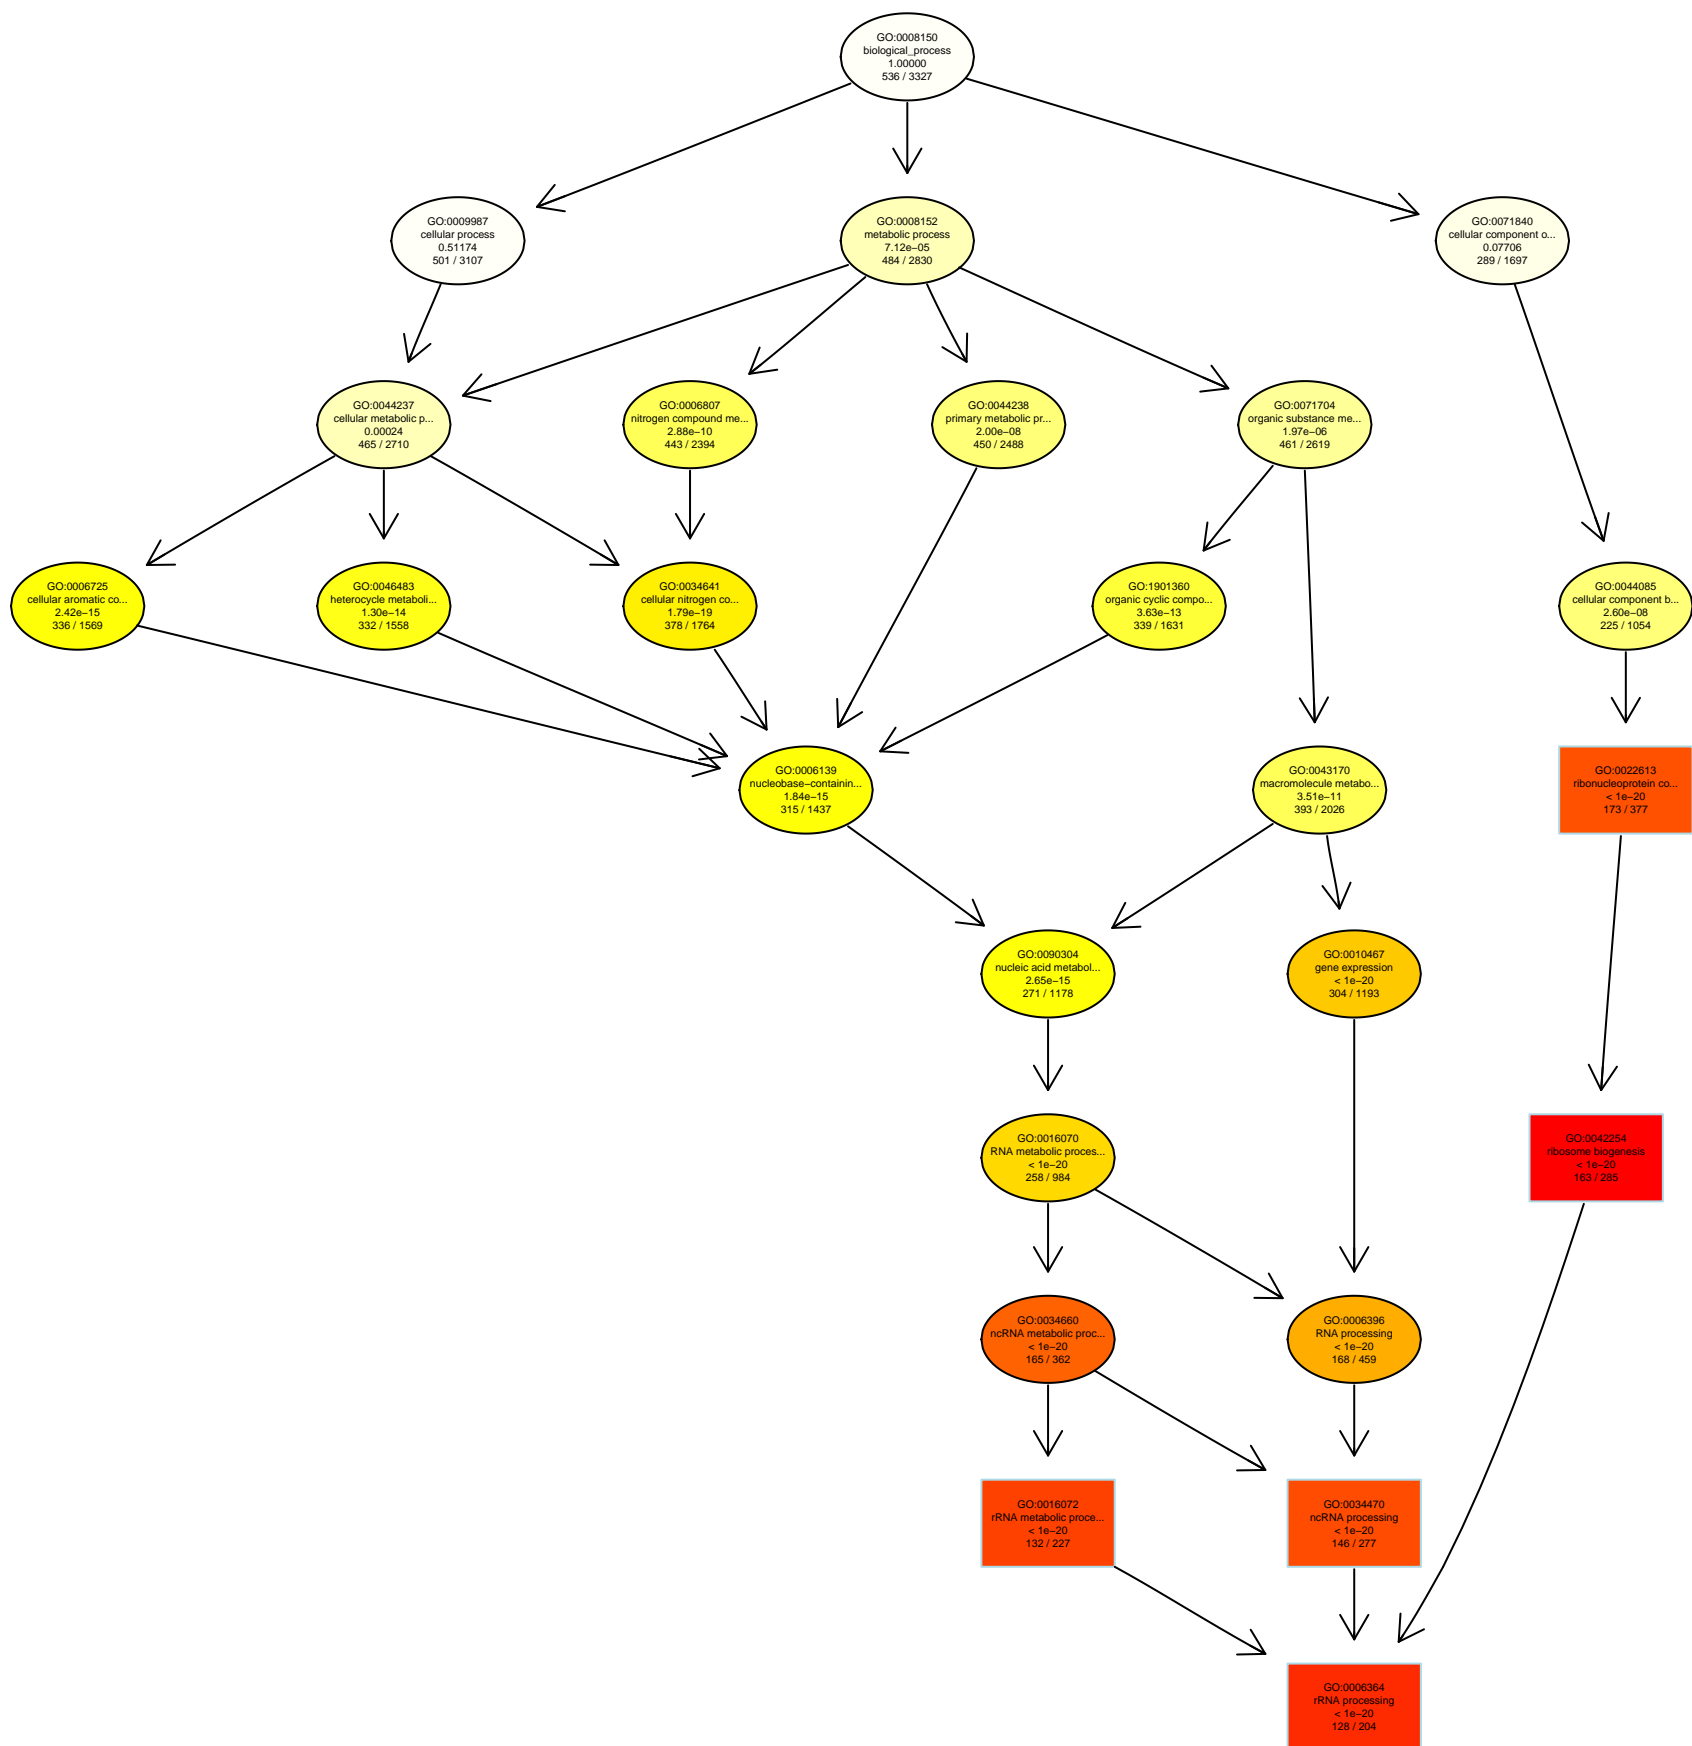 GO:0008150
biological_process
1.00000
536 / 3327
GO:0009987
cellular process
0.51174
501 / 3107
GO:0008152
metabolic process
7.12e−05
484 / 2830
GO:0071840
cellular component o...
0.07706
289 / 1697
GO:0044237
cellular metabolic p...
0.00024
465 / 2710
GO:0006807
nitrogen compound me...
2.88e−10
443 / 2394
GO:0044238
primary metabolic pr...
2.00e−08
450 / 2488
GO:0071704
organic substance me...
1.97e−06
461 / 2619
GO:0006725
cellular aromatic co...
2.42e−15
336 / 1569
GO:0046483
heterocycle metaboli...
1.30e−14
332 / 1558
GO:0034641
cellular nitrogen co...
1.79e−19
378 / 1764
GO:1901360
organic cyclic compo...
3.63e−13
339 / 1631
GO:0044085
cellular component b...
2.60e−08
225 / 1054
GO:0006139
nucleobase−containin...
1.84e−15
315 / 1437
GO:0043170
macromolecule metabo...
3.51e−11
393 / 2026
GO:0022613
ribonucleoprotein co...
< 1e−20
173 / 377
GO:0090304
nucleic acid metabol...
2.65e−15
271 / 1178
GO:0010467
gene expression
< 1e−20
304 / 1193
GO:0016070
RNA metabolic proces...
< 1e−20
258 / 984
GO:0042254
ribosome biogenesis
< 1e−20
163 / 285
GO:0034660
ncRNA metabolic proc...
< 1e−20
165 / 362
GO:0006396
RNA processing
< 1e−20
168 / 459
GO:0016072
rRNA metabolic proce...
< 1e−20
132 / 227
GO:0034470
ncRNA processing
< 1e−20
146 / 277
GO:0006364
rRNA processing
< 1e−20
128 / 204